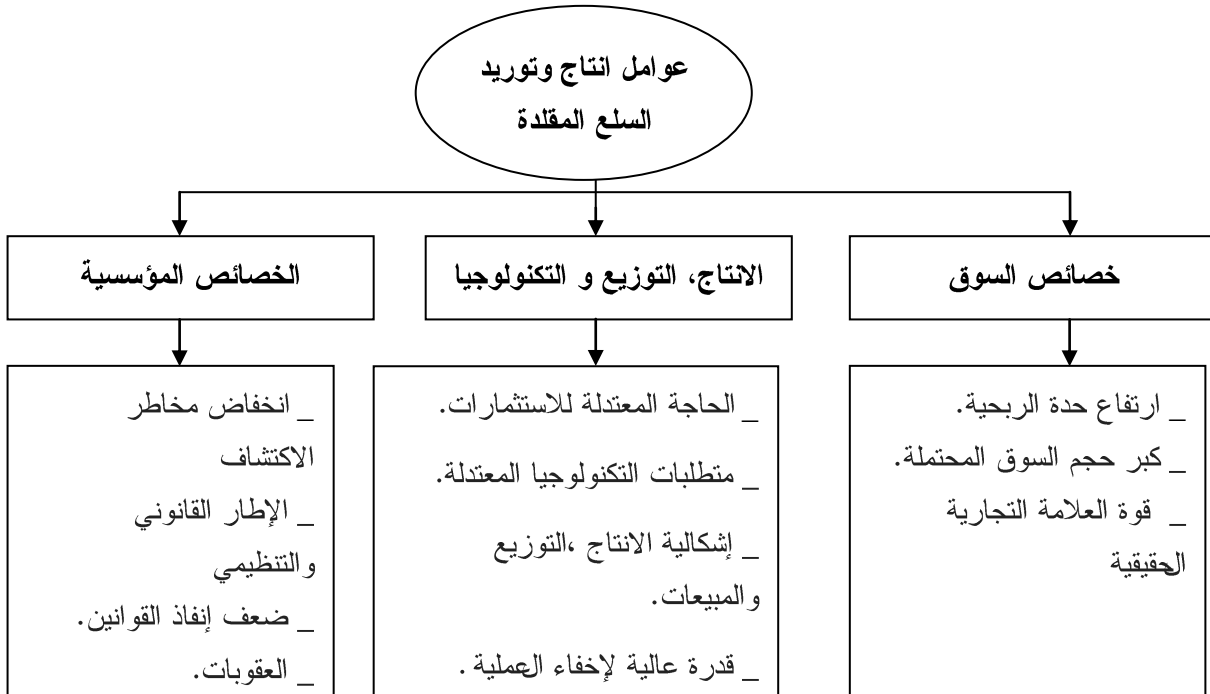 عوامل انتاج وتوريد
السلع المقلدة
خصائص السوق
الانتاج، التوزيع و التكنولوجيا
الخصائص المؤسسية
_ ارتفاع حدة الربحية.
_ كبر حجم السوق المحتملة.
_ قوة العلامة التجارية
الحقيقية
_ الحاجة المعتدلة للاستثمارات.
_ متطلبات التكنولوجيا المعتدلة.
_ إشكالية الانتاج ،التوزيع
والمبيعات.
_ قدرة عالية لإخفاء العملية .
_ انخفاض مخاطر
الاكتشاف
_ الإطار القانوني
والتنظيمي
_ ضعف إنفاذ القوانين.
_ العقوبات.